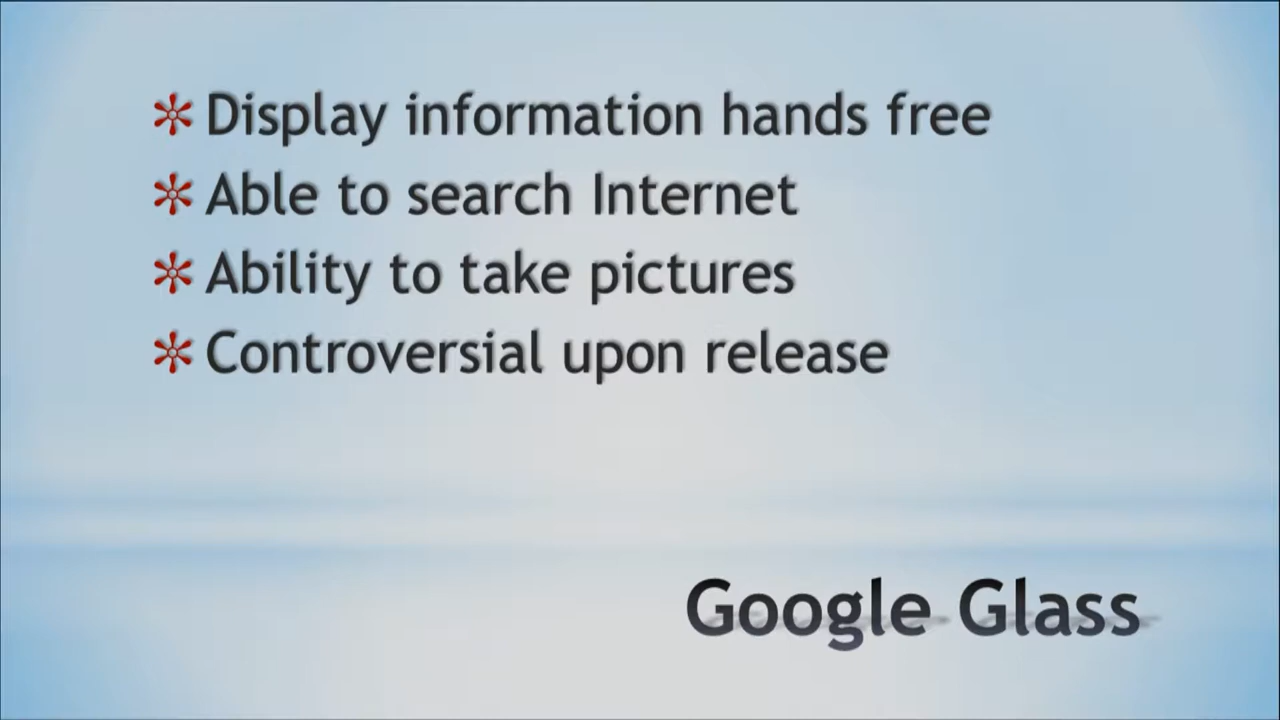 Display information hands free
Able to search Internet
Ability to take pictures
Controversial upon release
Google Glass